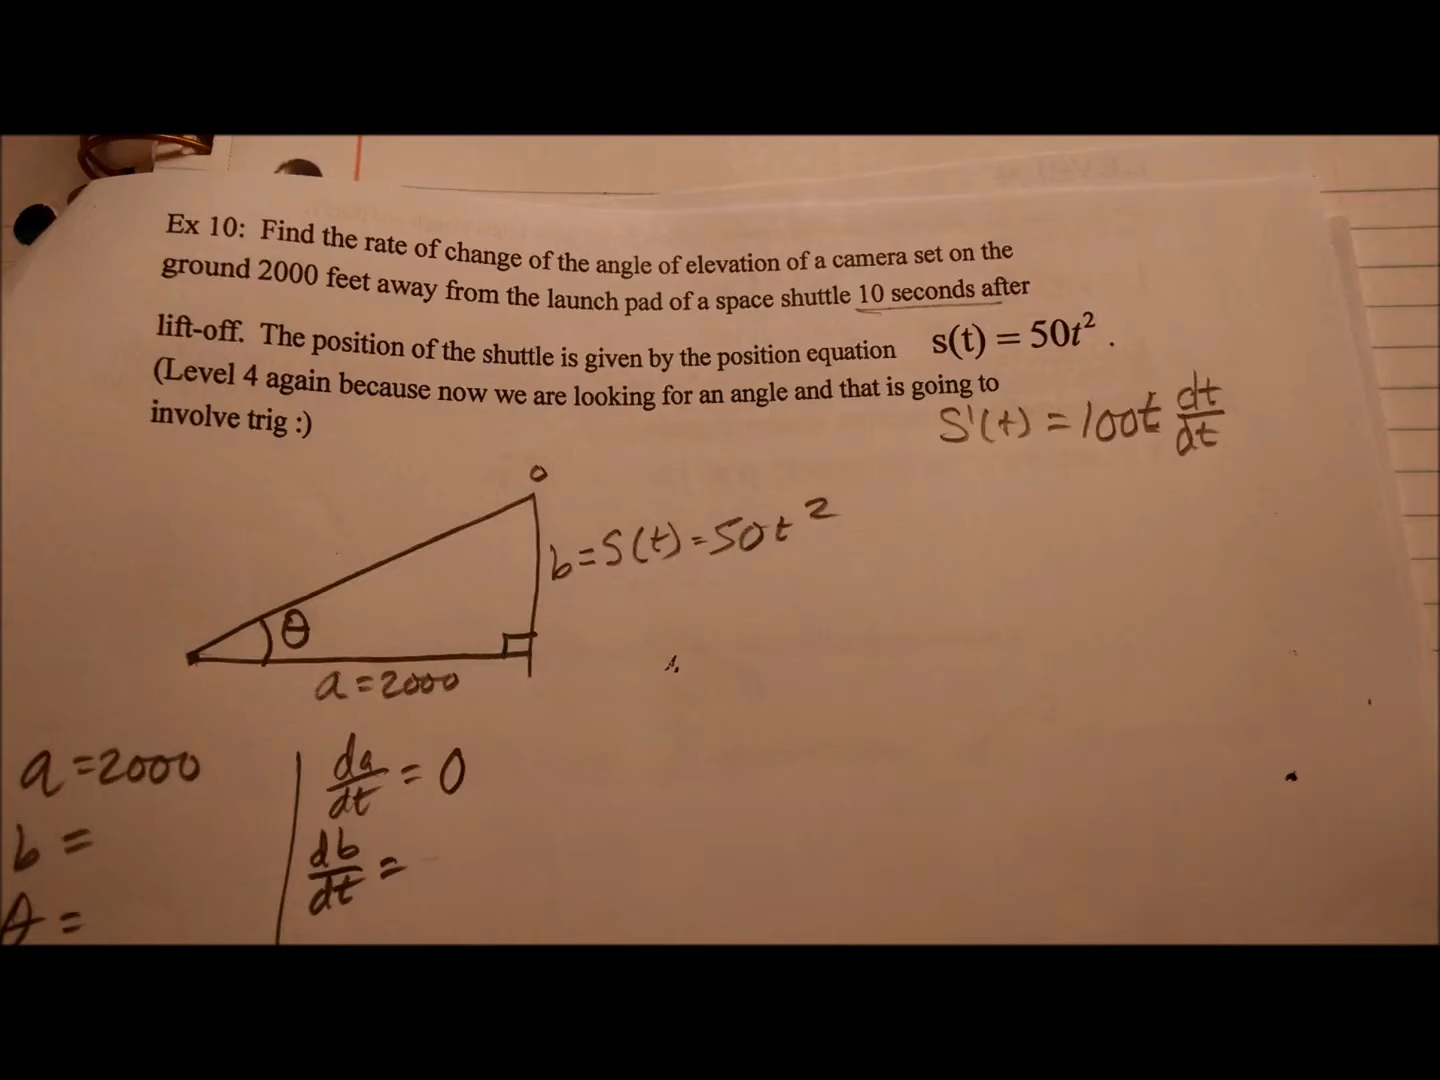 Ex 10: Find the rate of change of the angle of elevation of a camera set on the
ground 2000 feet away from the launch pad of a space shuttle 10 seconds after
lift-off. The position of the shuttle is given by the position equation s(t) = 50t².
(Level 4 again because now we are looking for an angle and that is going to
involve trig :)
S'(t) = 100t dt/dt
b = S(t) = 50t²
θ
a = 2000
a = 2000
da/dt = 0
b =
db/dt =